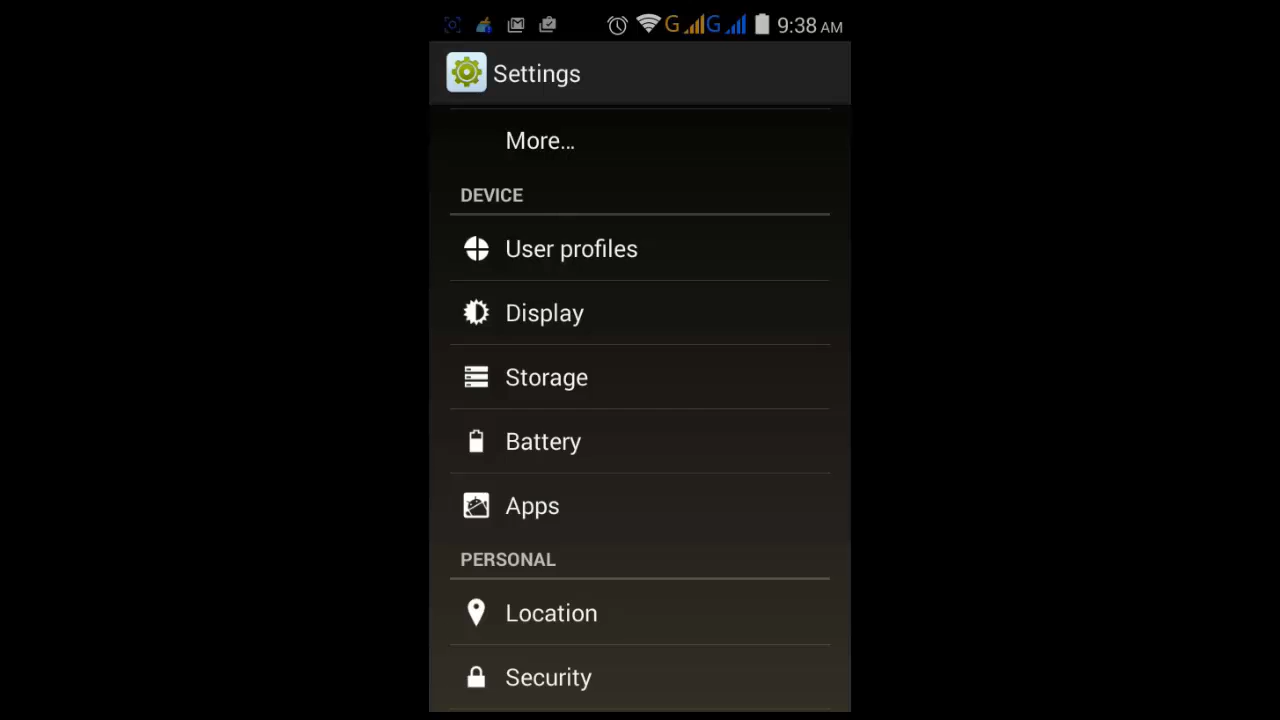 G G 9:38 AM
Settings
More...
DEVICE
User profiles
Display
Storage
Battery
Apps
PERSONAL
Location
Security